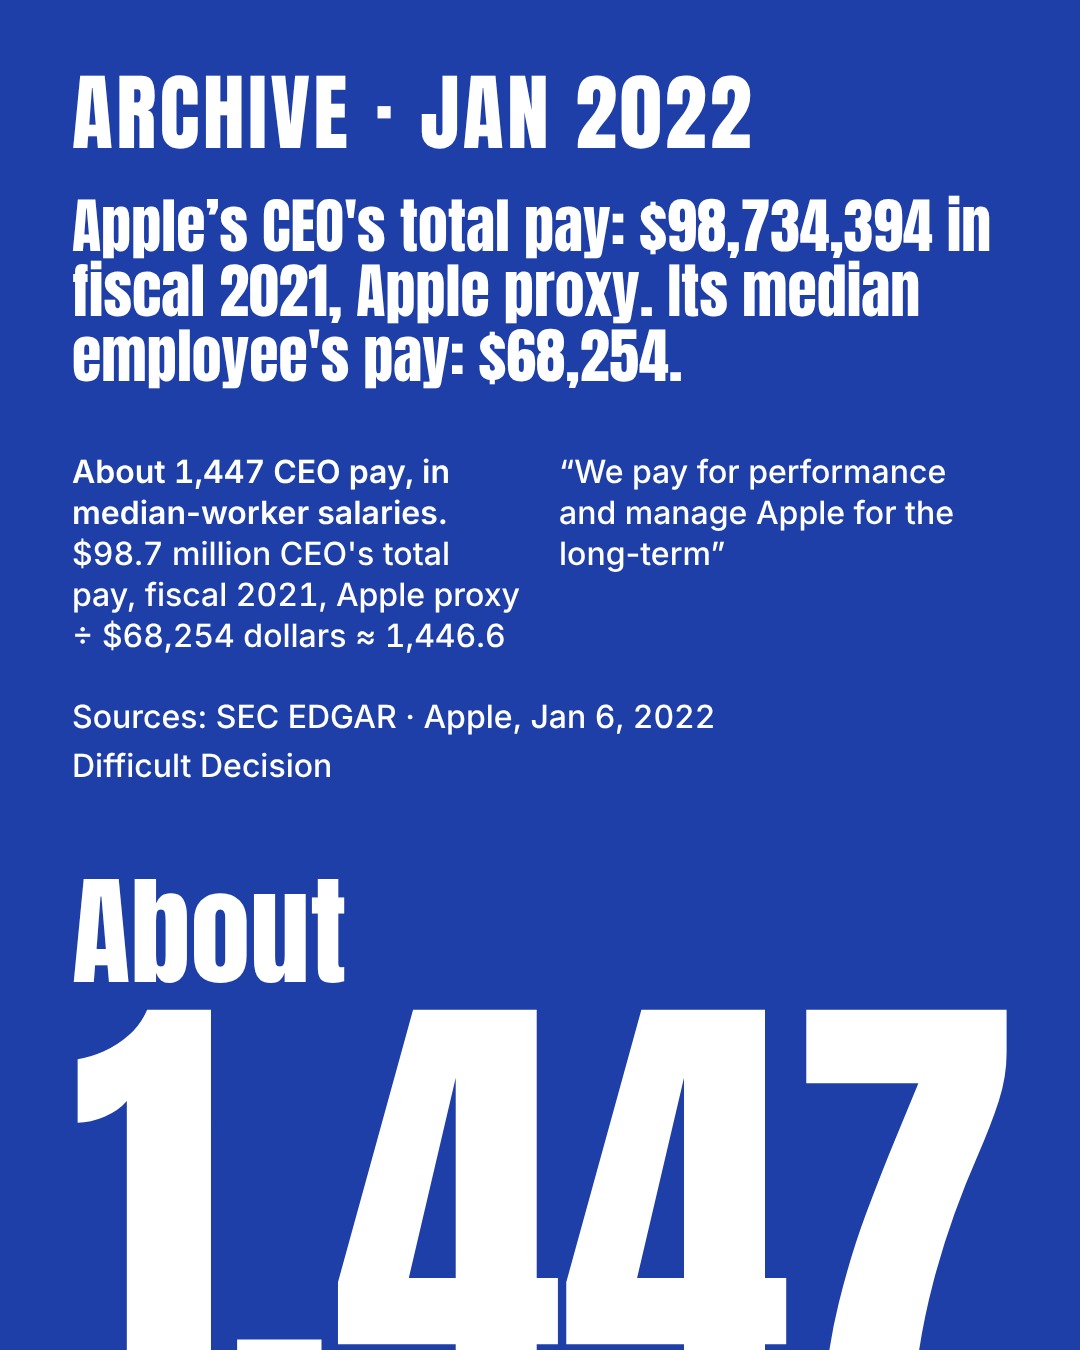 ARCHIVE · JAN 2022
Apple’s CEO's total pay: $98,734,394 in
fiscal 2021, Apple proxy. Its median
employee's pay: $68,254.
About 1,447 CEO pay, in
median-worker salaries.
$98.7 million CEO's total
pay, fiscal 2021, Apple proxy
÷ $68,254 dollars ≈ 1,446.6
“We pay for performance
and manage Apple for the
long-term”
Sources: SEC EDGAR · Apple, Jan 6, 2022
Difficult Decision
About
1,447